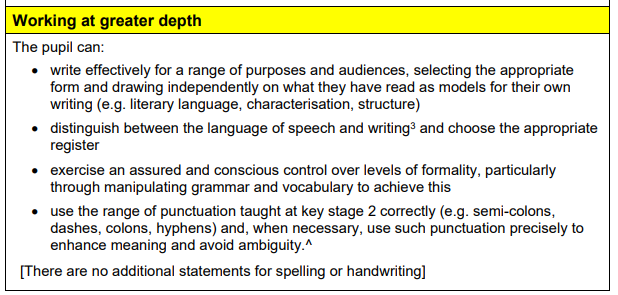 Working at greater depth
The pupil can:
• write effectively for a range of purposes and audiences, selecting the appropriate
form and drawing independently on what they have read as models for their own
writing (e.g. literary language, characterisation, structure)
• distinguish between the language of speech and writing³ and choose the appropriate
register
• exercise an assured and conscious control over levels of formality, particularly
through manipulating grammar and vocabulary to achieve this
• use the range of punctuation taught at key stage 2 correctly (e.g. semi-colons,
dashes, colons, hyphens) and, when necessary, use such punctuation precisely to
enhance meaning and avoid ambiguity.^
[There are no additional statements for spelling or handwriting]